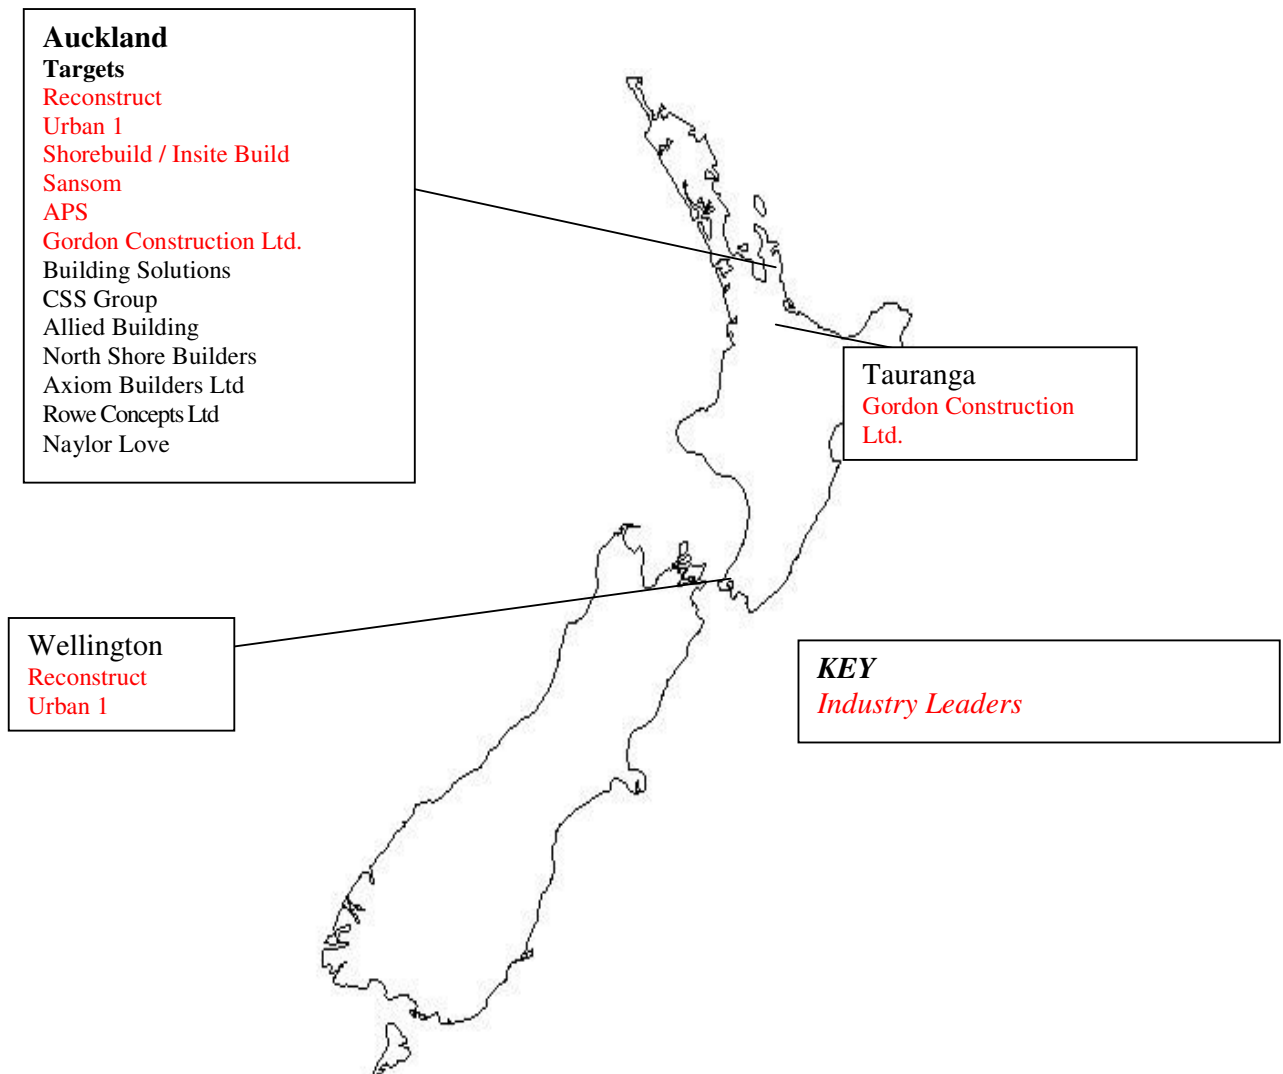 Auckland
Targets
Reconstruct
Urban 1
Shorebuild / Insite Build
Sansom
APS
Gordon Construction Ltd.
Building Solutions
CSS Group
Allied Building
North Shore Builders
Axiom Builders Ltd
Rowe Concepts Ltd
Naylor Love
Tauranga
Gordon Construction
Ltd.
Wellington
Reconstruct
Urban 1
KEY
Industry Leaders